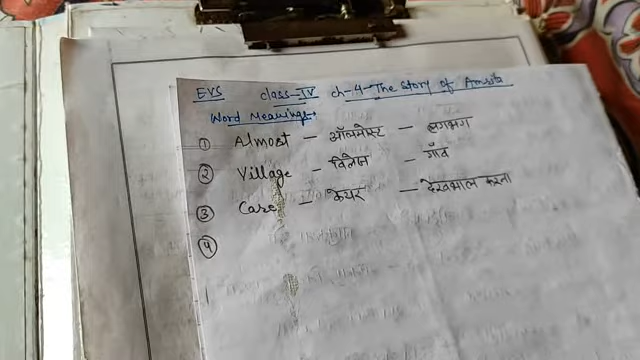 EVS class-IV ch-4-The Story of Amrita
Word Meanings
① Almost - ऑलमोस्ट - लगभग
② Village - विलेज - गाँव
③ Care - केयर - देखभाल करना
④